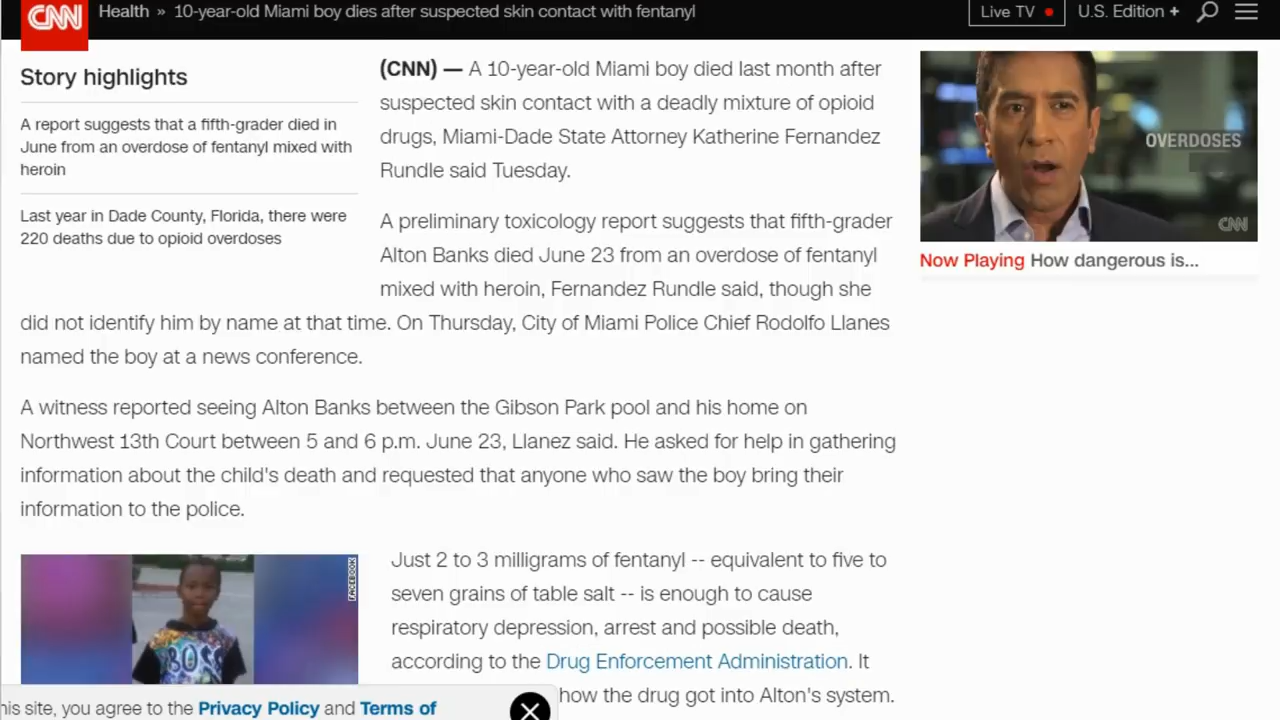 CNN Health » 10-year-old Miami boy dies after suspected skin contact with fentanyl Live TV U.S. Edition +
Story highlights
A report suggests that a fifth-grader died in
June from an overdose of fentanyl mixed with
heroin
Last year in Dade County, Florida, there were
220 deaths due to opioid overdoses
(CNN) — A 10-year-old Miami boy died last month after
suspected skin contact with a deadly mixture of opioid
drugs, Miami-Dade State Attorney Katherine Fernandez
Rundle said Tuesday.
A preliminary toxicology report suggests that fifth-grader
Alton Banks died June 23 from an overdose of fentanyl
mixed with heroin, Fernandez Rundle said, though she
did not identify him by name at that time. On Thursday, City of Miami Police Chief Rodolfo Llanes
named the boy at a news conference.
A witness reported seeing Alton Banks between the Gibson Park pool and his home on
Northwest 13th Court between 5 and 6 p.m. June 23, Llanez said. He asked for help in gathering
information about the child's death and requested that anyone who saw the boy bring their
information to the police.
Just 2 to 3 milligrams of fentanyl -- equivalent to five to
seven grains of table salt -- is enough to cause
respiratory depression, arrest and possible death,
according to the Drug Enforcement Administration. It
how the drug got into Alton's system.
OVERDOSES
CNN
Now Playing How dangerous is...
FACEBOOK
BOSS
his site, you agree to the Privacy Policy and Terms of